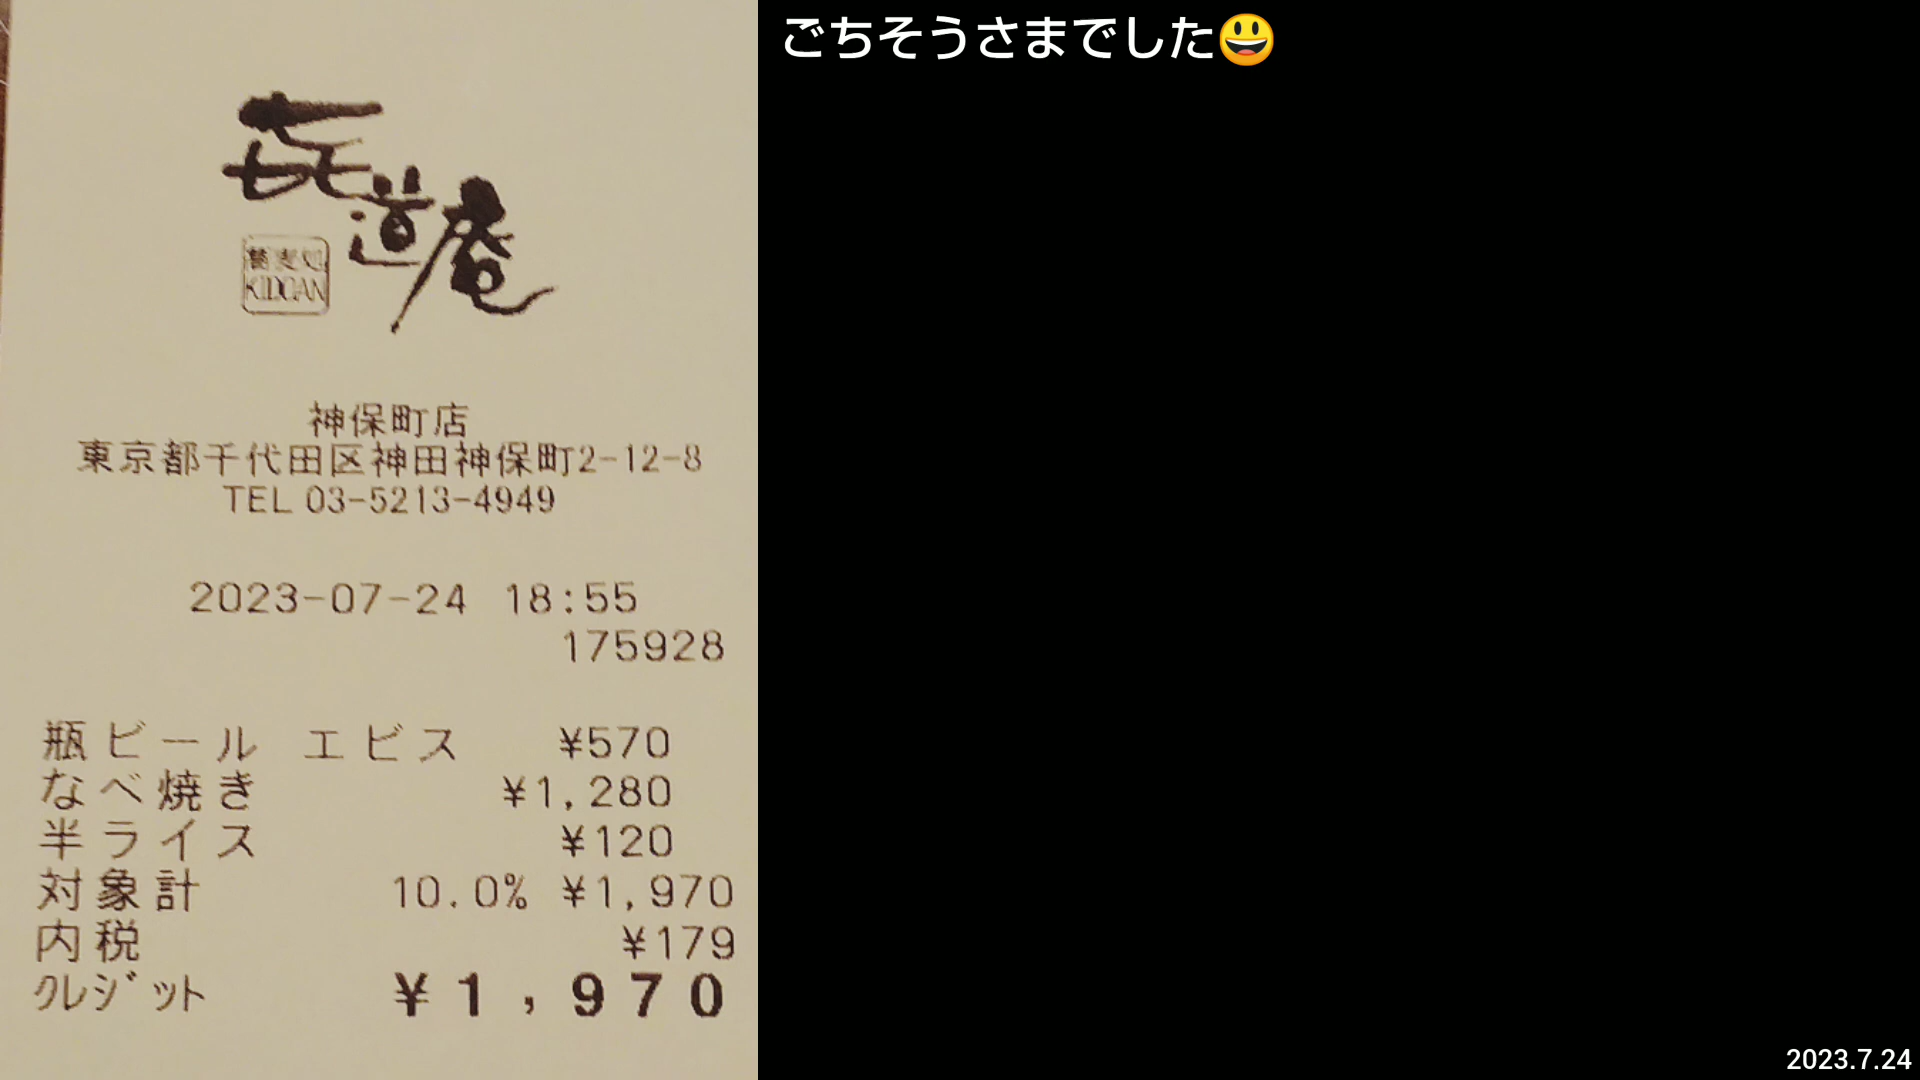 㐂道庵
蕎麦処
KIDOAN
神保町店
東京都千代田区神田神保町2-12-8
TEL 03-5213-4949
2023-07-24 18:55
175928
瓶ビール エビス ¥570
なべ焼き ¥1,280
半ライス ¥120
対象計 10.0% ¥1,970
内税 ¥179
クレジット ¥1,970
ごちそうさまでした😃
2023.7.24